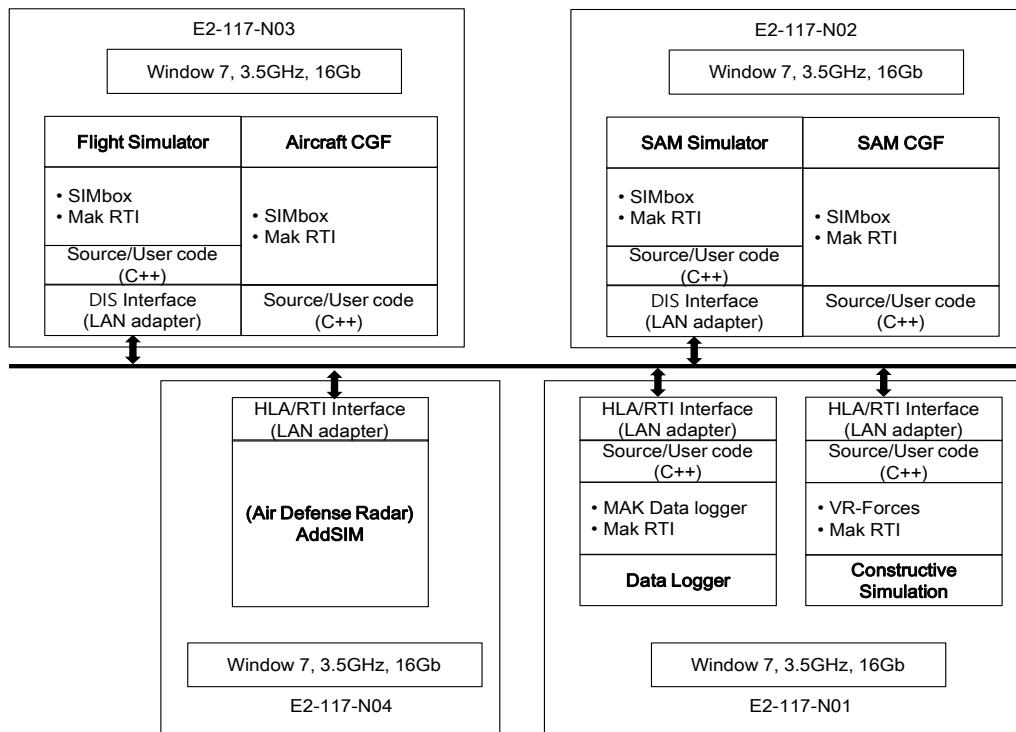 E2-117-N03
Window 7, 3.5GHz, 16Gb
Flight Simulator
• SIMbox
• Mak RTI
Source/User code
(C++)
DIS Interface
(LAN adapter)
Aircraft CGF
• SIMbox
• Mak RTI
Source/User code
(C++)
E2-117-N02
Window 7, 3.5GHz, 16Gb
SAM Simulator
• SIMbox
• Mak RTI
Source/User code
(C++)
DIS Interface
(LAN adapter)
SAM CGF
• SIMbox
• Mak RTI
Source/User code
(C++)
HLA/RTI Interface
(LAN adapter)
(Air Defense Radar)
AddSIM
Window 7, 3.5GHz, 16Gb
E2-117-N04
HLA/RTI Interface
(LAN adapter)
Source/User code
(C++)
• MAK Data logger
• Mak RTI
Data Logger
HLA/RTI Interface
(LAN adapter)
Source/User code
(C++)
• VR-Forces
• Mak RTI
Constructive
Simulation
Window 7, 3.5GHz, 16Gb
E2-117-N01